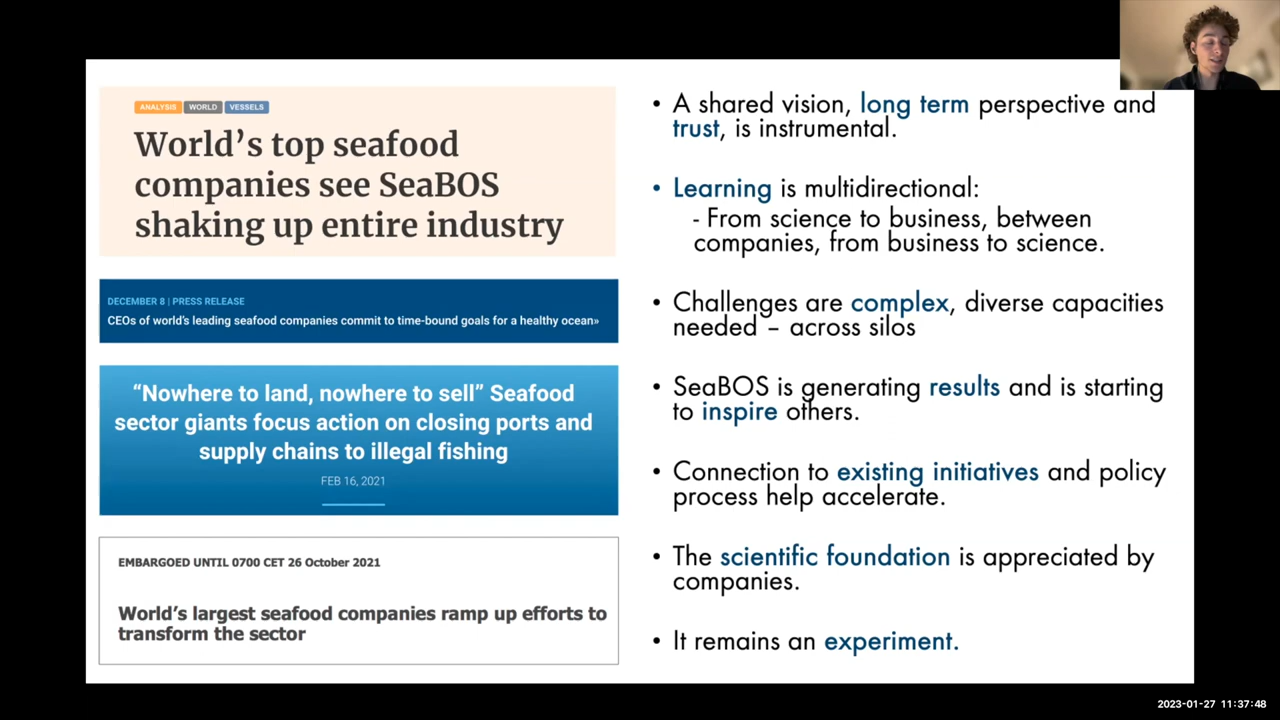 ANALYSIS WORLD VESSELS
World’s top seafood
companies see SeaBOS
shaking up entire industry
DECEMBER 8 | PRESS RELEASE
CEOs of world’s leading seafood companies commit to time-bound goals for a healthy ocean»
“Nowhere to land, nowhere to sell” Seafood
sector giants focus action on closing ports and
supply chains to illegal fishing
FEB 16, 2021
EMBARGOED UNTIL 0700 CET 26 October 2021
World’s largest seafood companies ramp up efforts to
transform the sector
• A shared vision, long term perspective and
trust, is instrumental.
• Learning is multidirectional:
- From science to business, between
companies, from business to science.
• Challenges are complex, diverse capacities
needed – across silos
• SeaBOS is generating results and is starting
to inspire others.
• Connection to existing initiatives and policy
process help accelerate.
• The scientific foundation is appreciated by
companies.
• It remains an experiment.
2023-01-27 11:37:48